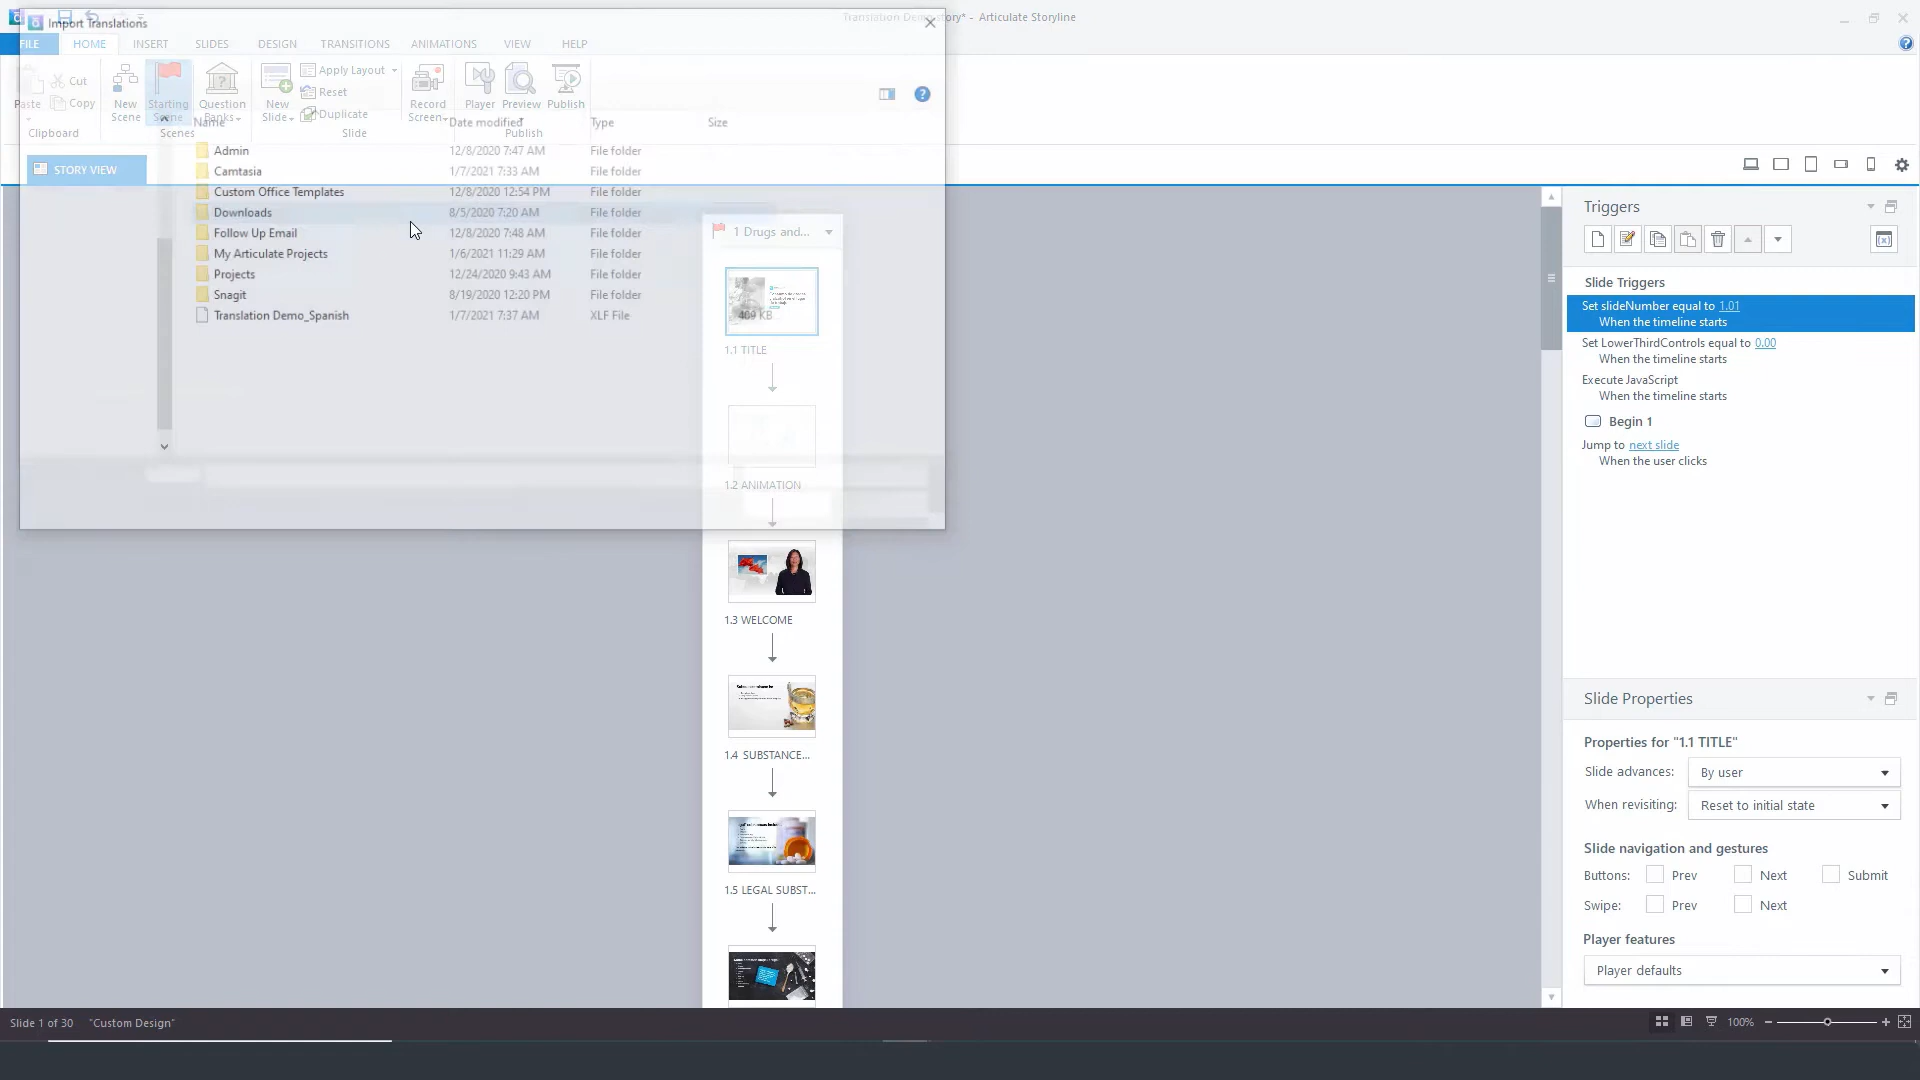 Import Translations
Translation Demo.story* - Articulate Storyline
FILE
HOME
INSERT
SLIDES
DESIGN
TRANSITIONS
ANIMATIONS
VIEW
HELP
Paste
Cut
Copy
Clipboard
New Scene
Starting Scene
Question Banks
Scenes
New Slide
Apply Layout
Reset
Duplicate
Slide
Record Screen
Player
Preview
Publish
Publish
Name
Date modified
Type
Size
Admin 12/8/2020 7:47 AM File folder
Camtasia 1/7/2021 7:33 AM File folder
Custom Office Templates 12/8/2020 12:54 PM File folder
Downloads 8/5/2020 7:20 AM File folder
Follow Up Email 12/8/2020 7:48 AM File folder
My Articulate Projects 1/6/2021 11:29 AM File folder
Projects 12/24/2020 9:43 AM File folder
Snagit 8/19/2020 12:20 PM File folder
Translation Demo_Spanish 1/7/2021 7:37 AM XLF File 409 KB
STORY VIEW
1 Drugs and...
1.1 TITLE
1.2 ANIMATION
1.3 WELCOME
1.4 SUBSTANCE...
1.5 LEGAL SUBST...
Triggers
Slide Triggers
Set slideNumber equal to 1.01
When the timeline starts
Set LowerThirdControls equal to 0.00
When the timeline starts
Execute JavaScript
When the timeline starts
Begin 1
Jump to next slide
When the user clicks
Slide Properties
Properties for "1.1 TITLE"
Slide advances: By user
When revisiting: Reset to initial state
Slide navigation and gestures
Buttons: Prev Next Submit
Swipe: Prev Next
Player features
Player defaults
Slide 1 of 30 "Custom Design"
100%